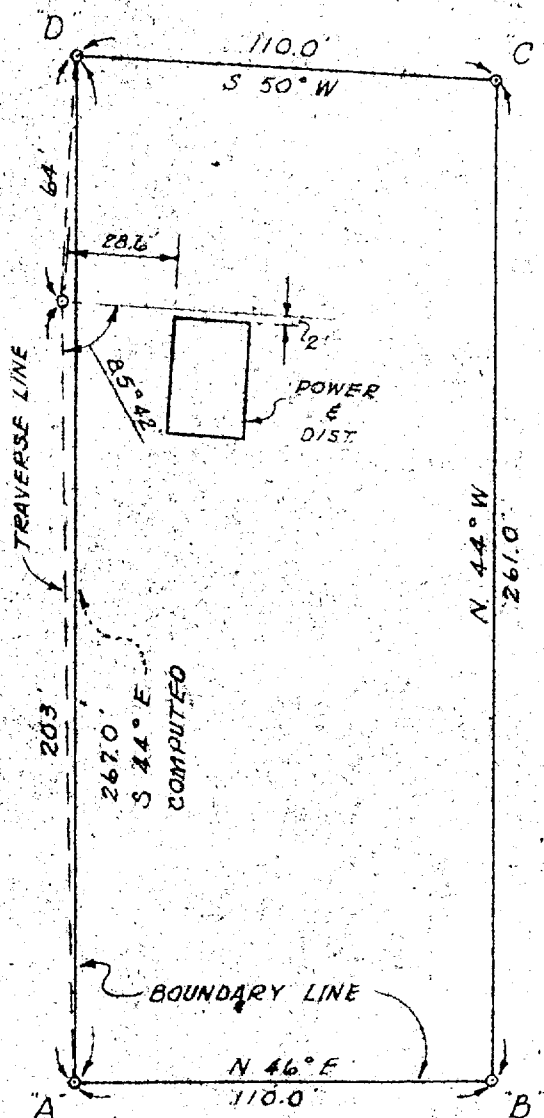 "D"
110.0'
S 50° W
C
64'
28.6'
85°42'
2'
POWER
&
DIST.
TRAVERSE LINE
N 44° W
261.0'
203'
267.0'
S 44° E
COMPUTED
BOUNDARY LINE
N 46° E
110.0'
"A"
"B"